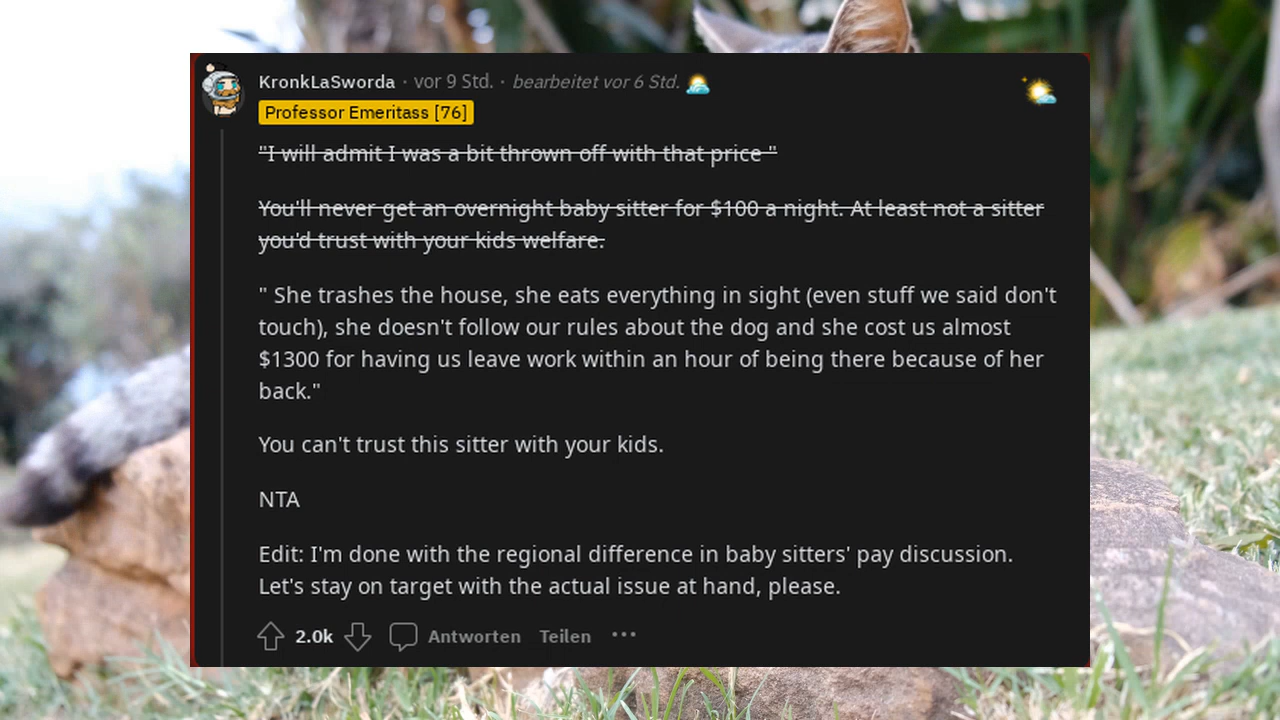 KronkLaSworda · vor 9 Std. · bearbeitet vor 6 Std.
Professor Emeritass [76]
"I will admit I was a bit thrown off with that price "
You'll never get an overnight baby sitter for $100 a night. At least not a sitter
you'd trust with your kids welfare.
" She trashes the house, she eats everything in sight (even stuff we said don't
touch), she doesn't follow our rules about the dog and she cost us almost
$1300 for having us leave work within an hour of being there because of her
back."
You can't trust this sitter with your kids.
NTA
Edit: I'm done with the regional difference in baby sitters' pay discussion.
Let's stay on target with the actual issue at hand, please.
2.0k Antworten Teilen ···